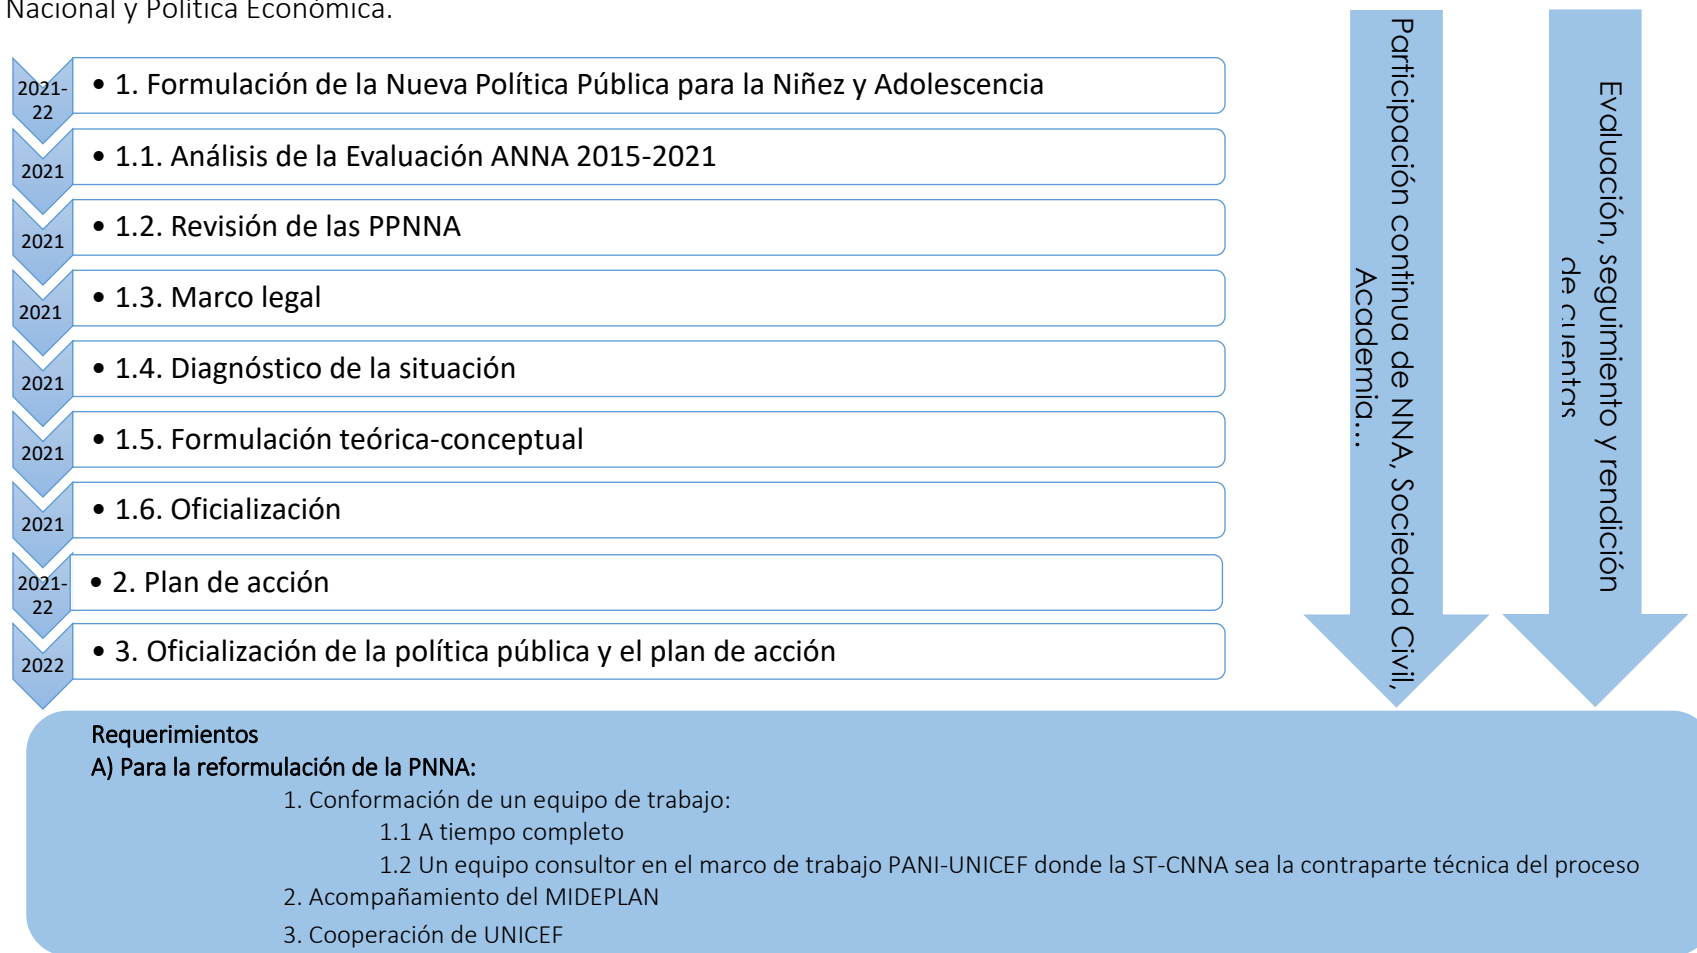 Nacional y Política Económica.
2021-
22
• 1. Formulación de la Nueva Política Pública para la Niñez y Adolescencia
2021
• 1.1. Análisis de la Evaluación ANNA 2015-2021
2021
• 1.2. Revisión de las PPNNA
2021
• 1.3. Marco legal
2021
• 1.4. Diagnóstico de la situación
2021
• 1.5. Formulación teórica-conceptual
2021
• 1.6. Oficialización
2021-
22
• 2. Plan de acción
2022
• 3. Oficialización de la política pública y el plan de acción
Participación continua de NNA, Sociedad Civil,
Academia...
Evaluación, seguimiento y rendición
de cuentas
Requerimientos
A) Para la reformulación de la PNNA:
1. Conformación de un equipo de trabajo:
1.1 A tiempo completo
1.2 Un equipo consultor en el marco de trabajo PANI-UNICEF donde la ST-CNNA sea la contraparte técnica del proceso
2. Acompañamiento del MIDEPLAN
3. Cooperación de UNICEF